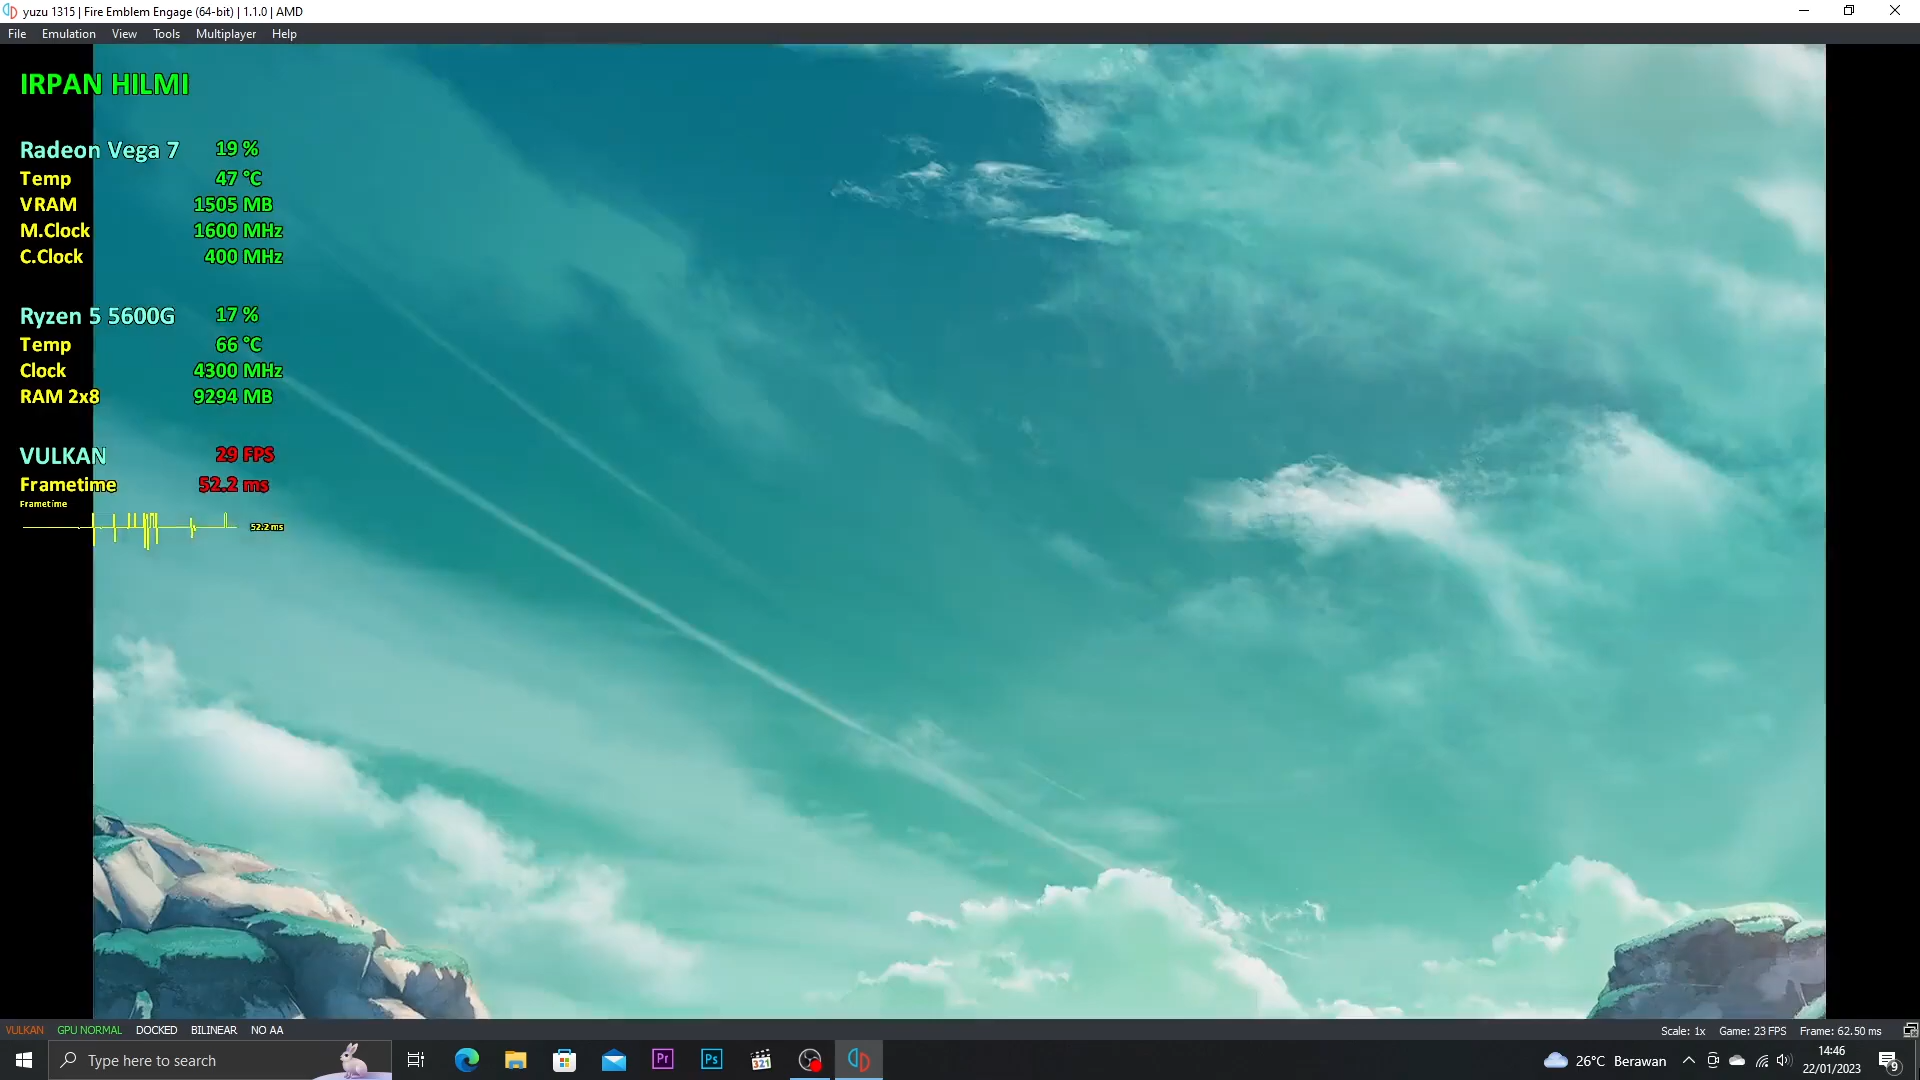 yuzu 1315 | Fire Emblem Engage (64-bit) | 1.1.0 | AMD
File Emulation View Tools Multiplayer Help
IRPAN HILMI
Radeon Vega 7 19 %
Temp 47 °C
VRAM 1505 MB
M.Clock 1600 MHz
C.Clock 400 MHz
Ryzen 5 5600G 17 %
Temp 66 °C
Clock 4300 MHz
RAM 2x8 9294 MB
VULKAN 29 FPS
Frametime 52.2 ms
Frametime
52.2 ms
VULKAN GPU NORMAL DOCKED BILINEAR NO AA Scale: 1x Game: 23 FPS Frame: 62.50 ms
Type here to search
Pr
Ps
321
26°C Berawan
14:46
22/01/2023
9